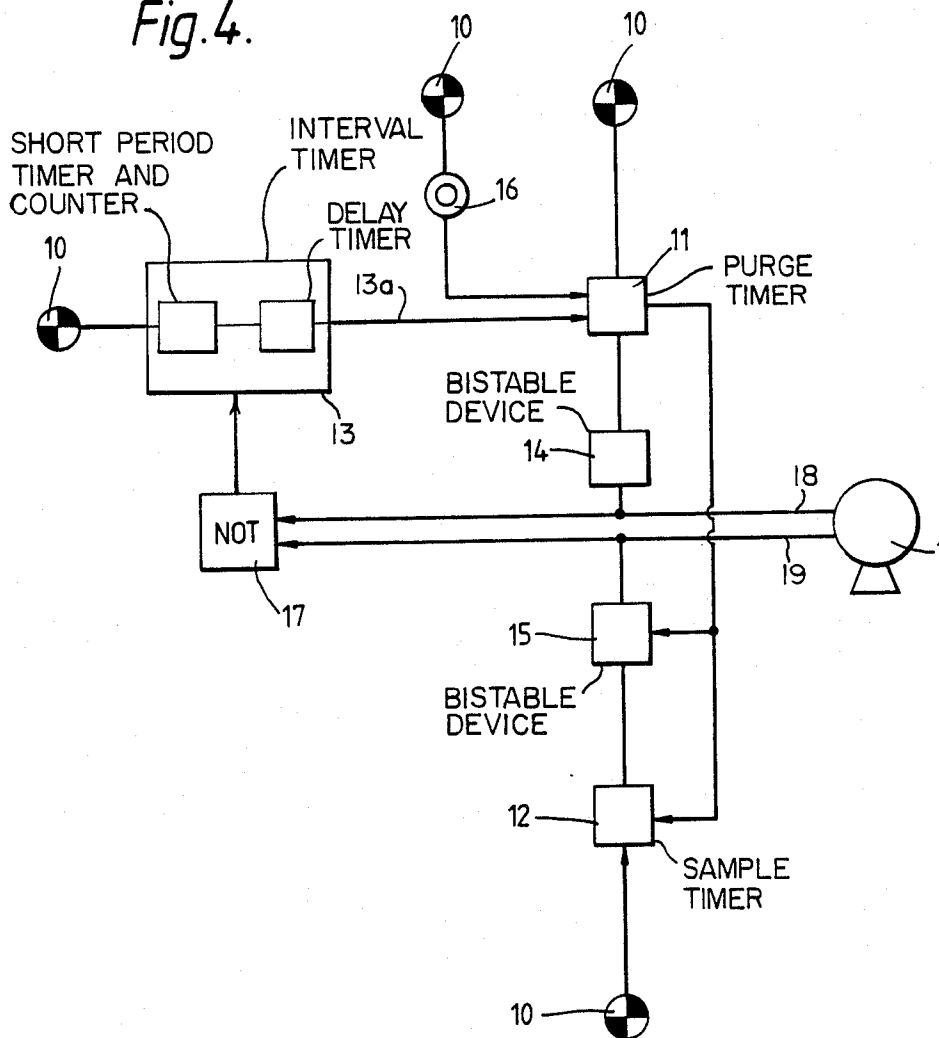 Fig.4.
10
10
SHORT PERIOD
TIMER AND
COUNTER
INTERVAL
TIMER
DELAY
TIMER
10
16
13a
11
PURGE
TIMER
13
BISTABLE
DEVICE
14
NOT
17
18
19
15
BISTABLE
DEVICE
12
SAMPLE
TIMER
10